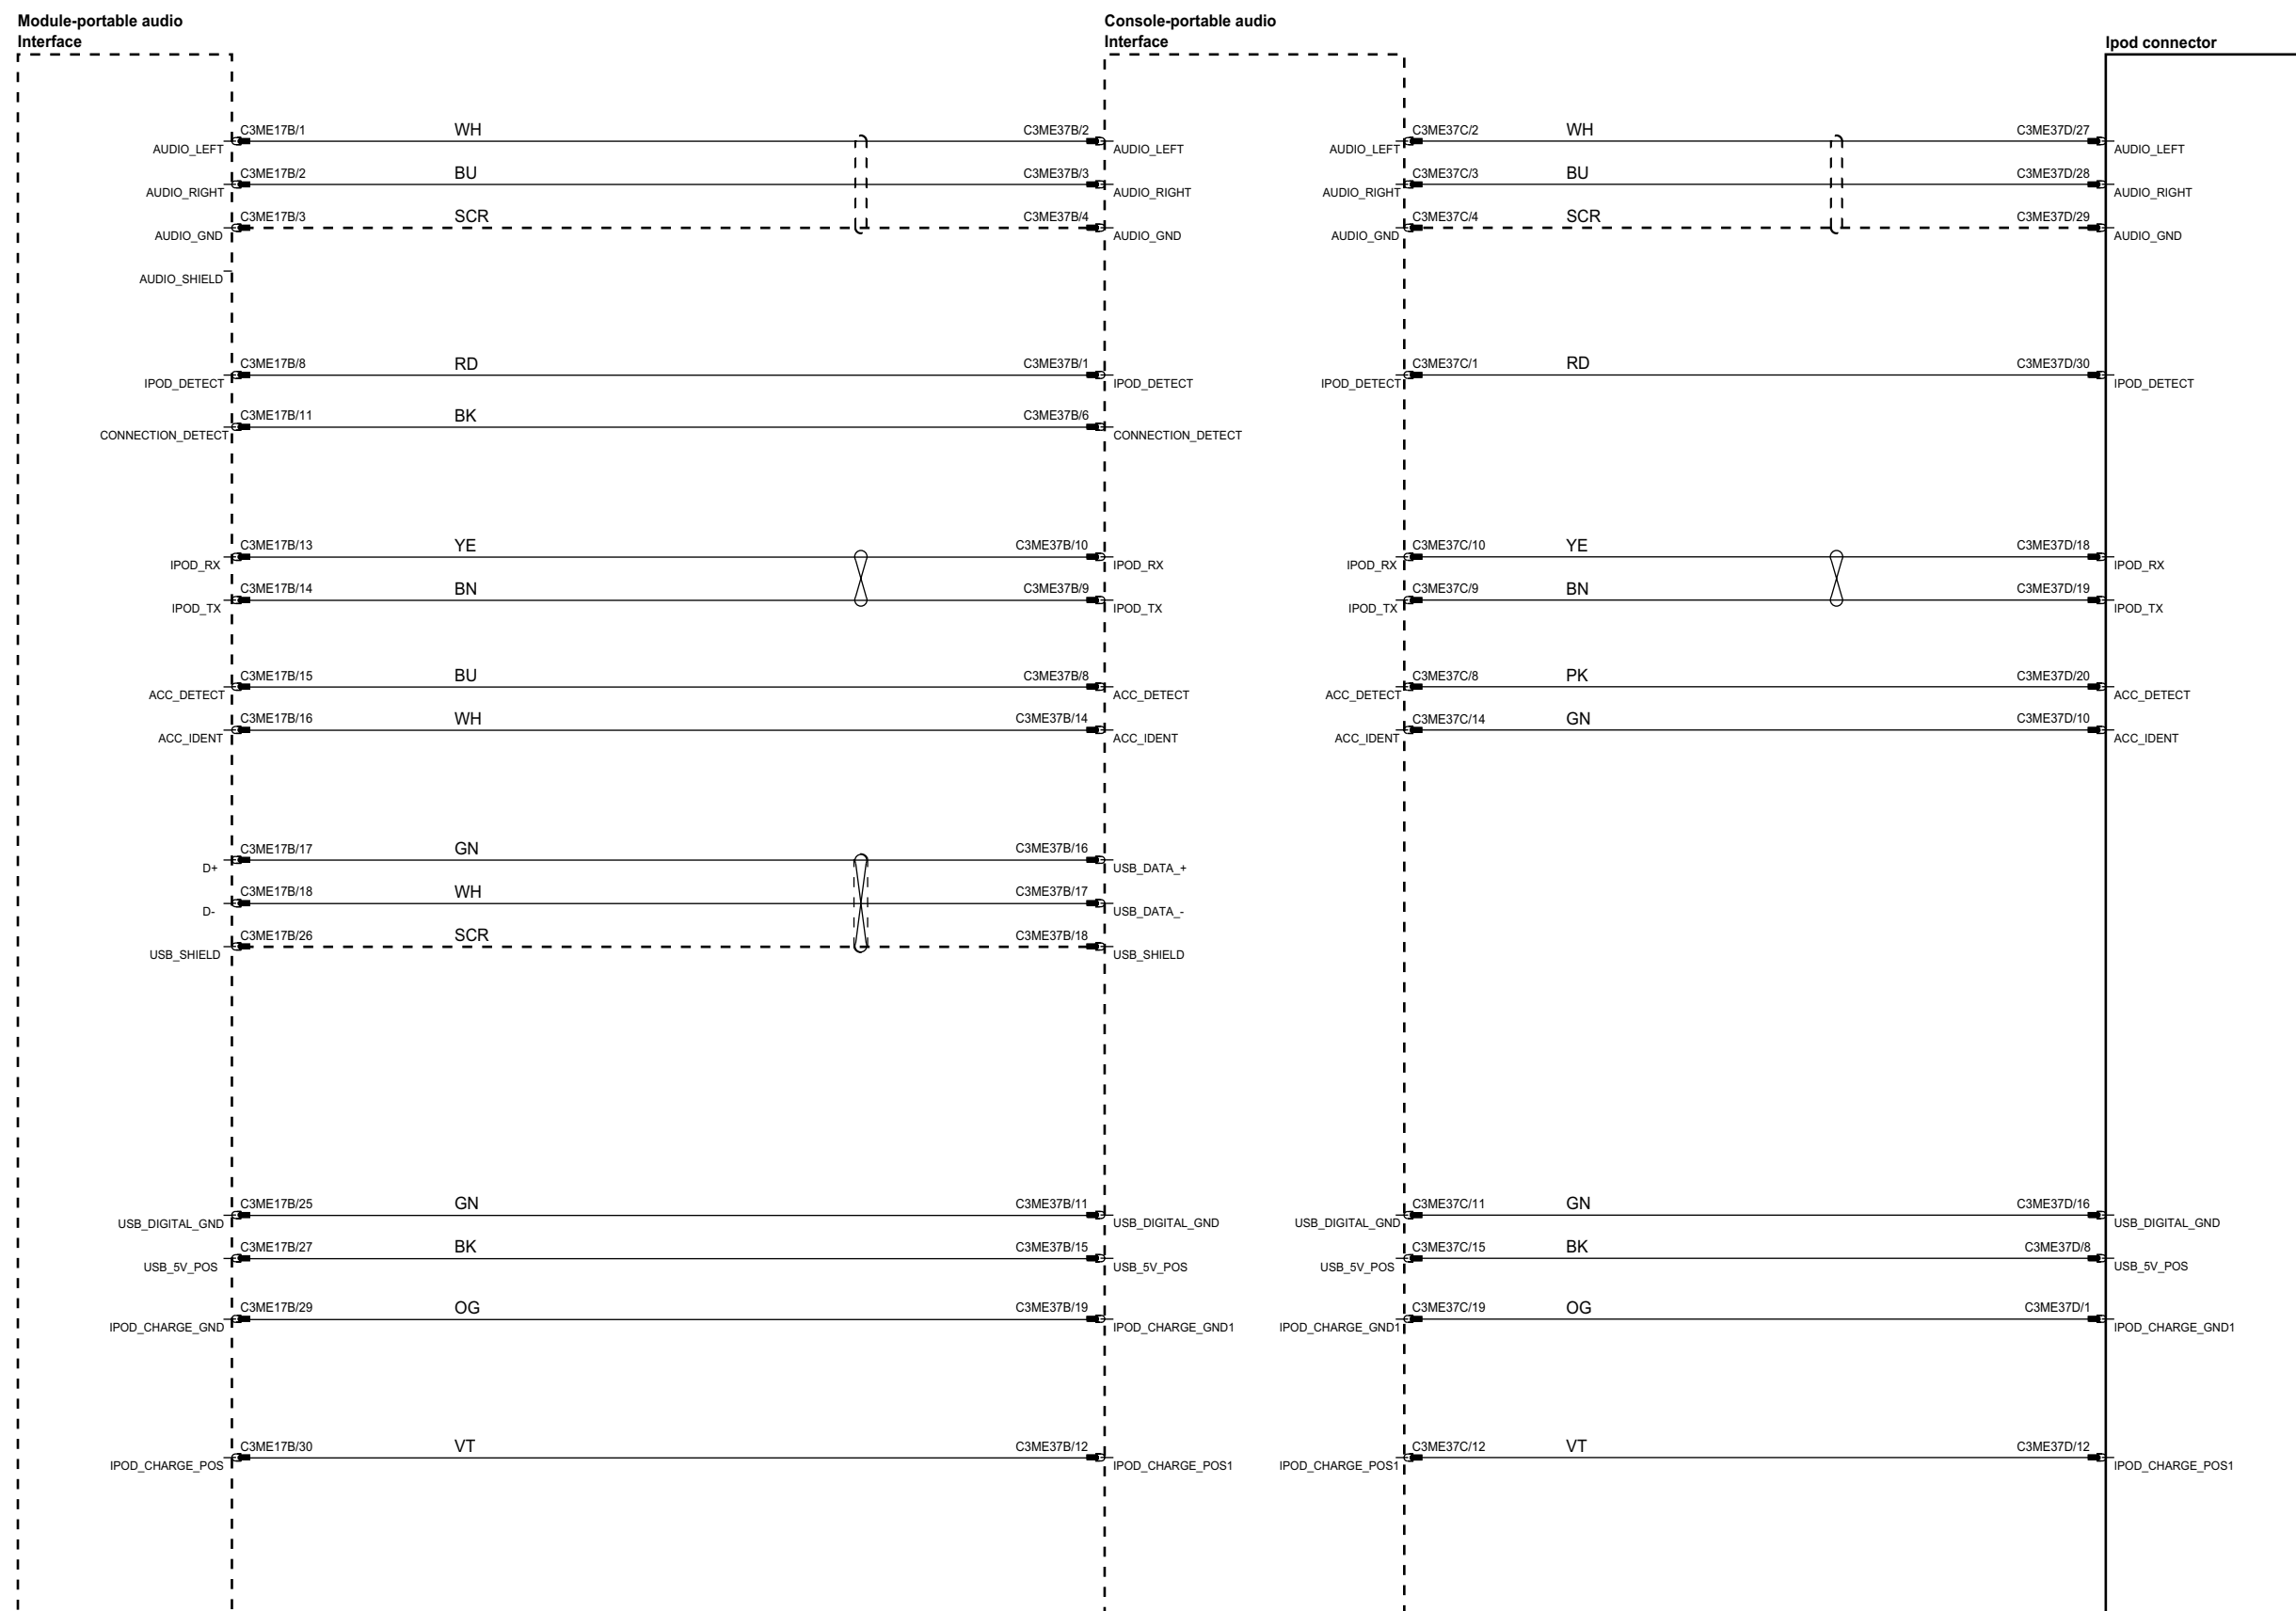 Module-portable audio
Interface
Console-portable audio
Interface
Ipod connector
C3ME17B/1 WH C3ME37B/2 C3ME37C/2 WH C3ME37D/27
AUDIO_LEFT AUDIO_LEFT AUDIO_LEFT AUDIO_LEFT
C3ME17B/2 BU C3ME37B/3 C3ME37C/3 BU C3ME37D/28
AUDIO_RIGHT AUDIO_RIGHT AUDIO_RIGHT AUDIO_RIGHT
C3ME17B/3 SCR C3ME37B/4 C3ME37C/4 SCR C3ME37D/29
AUDIO_GND AUDIO_GND AUDIO_GND AUDIO_GND
AUDIO_SHIELD
C3ME17B/8 RD C3ME37B/1 C3ME37C/1 RD C3ME37D/30
IPOD_DETECT IPOD_DETECT IPOD_DETECT IPOD_DETECT
C3ME17B/11 BK C3ME37B/6
CONNECTION_DETECT CONNECTION_DETECT
C3ME17B/13 YE C3ME37B/10 C3ME37C/10 YE C3ME37D/18
IPOD_RX IPOD_RX IPOD_RX IPOD_RX
C3ME17B/14 BN C3ME37B/9 C3ME37C/9 BN C3ME37D/19
IPOD_TX IPOD_TX IPOD_TX IPOD_TX
C3ME17B/15 BU C3ME37B/8 C3ME37C/8 PK C3ME37D/20
ACC_DETECT ACC_DETECT ACC_DETECT ACC_DETECT
C3ME17B/16 WH C3ME37B/14 C3ME37C/14 GN C3ME37D/10
ACC_IDENT ACC_IDENT ACC_IDENT ACC_IDENT
C3ME17B/17 GN C3ME37B/16
D+ USB_DATA_+
C3ME17B/18 WH C3ME37B/17
D- USB_DATA_-
C3ME17B/26 SCR C3ME37B/18
USB_SHIELD USB_SHIELD
C3ME17B/25 GN C3ME37B/11 C3ME37C/11 GN C3ME37D/16
USB_DIGITAL_GND USB_DIGITAL_GND USB_DIGITAL_GND USB_DIGITAL_GND
C3ME17B/27 BK C3ME37B/15 C3ME37C/15 BK C3ME37D/8
USB_5V_POS USB_5V_POS USB_5V_POS USB_5V_POS
C3ME17B/29 OG C3ME37B/19 C3ME37C/19 OG C3ME37D/1
IPOD_CHARGE_GND IPOD_CHARGE_GND1 IPOD_CHARGE_GND1 IPOD_CHARGE_GND1
C3ME17B/30 VT C3ME37B/12 C3ME37C/12 VT C3ME37D/12
IPOD_CHARGE_POS IPOD_CHARGE_POS1 IPOD_CHARGE_POS1 IPOD_CHARGE_POS1